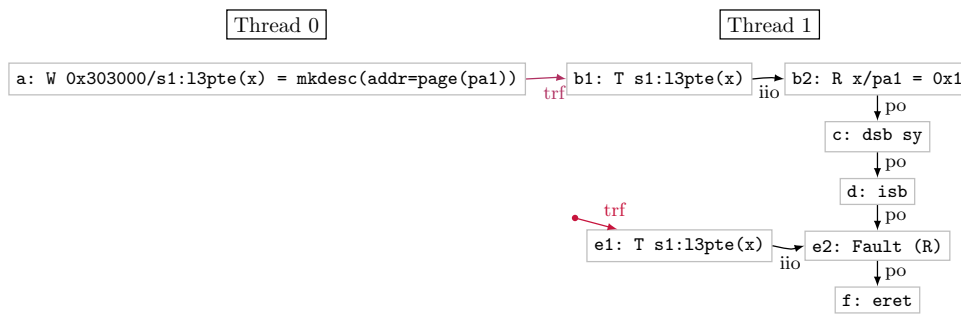 Thread 0
Thread 1
a: W 0x303000/s1:l3pte(x) = mkdesc(addr=page(pa1))
trf
b1: T s1:l3pte(x)
iio
b2: R x/pa1 = 0x1
po
c: dsb sy
po
d: isb
po
trf
e1: T s1:l3pte(x)
iio
e2: Fault (R)
po
f: eret